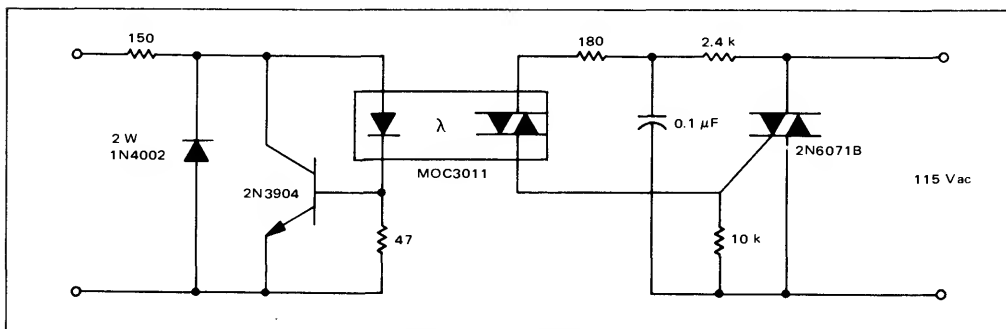 150
180
2.4 k
2 W
1N4002
2N3904
λ
MOC3011
0.1 μF
2N6071B
115 Vac
47
10 k